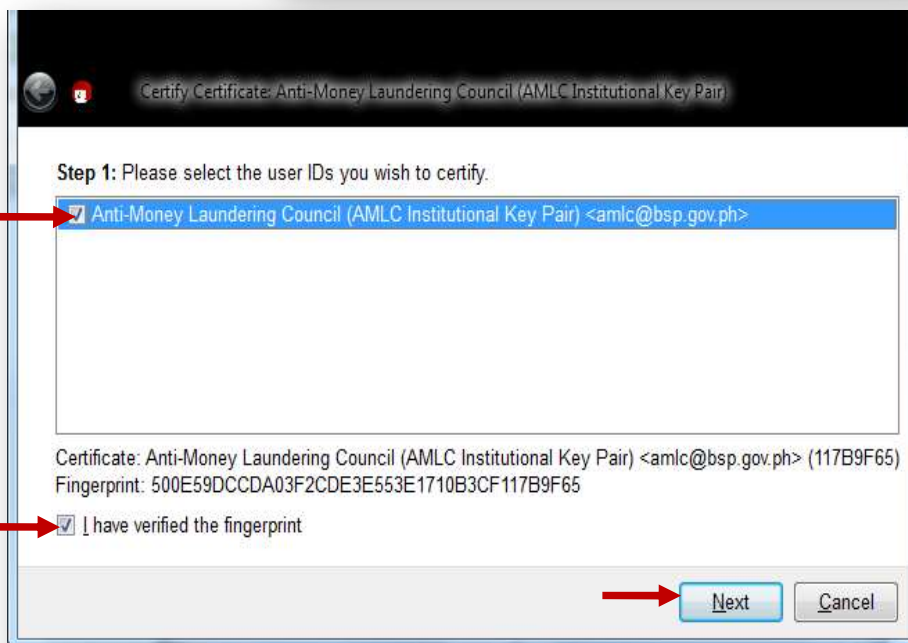 Certify Certificate: Anti-Money Laundering Council (AMLC Institutional Key Pair)
Step 1: Please select the user IDs you wish to certify.
Anti-Money Laundering Council (AMLC Institutional Key Pair) <amlc@bsp.gov.ph>
Certificate: Anti-Money Laundering Council (AMLC Institutional Key Pair) <amlc@bsp.gov.ph> (117B9F65)
Fingerprint: 500E59DCCDA03F2CDE3E553E1710B3CF117B9F65
I have verified the fingerprint
Next Cancel